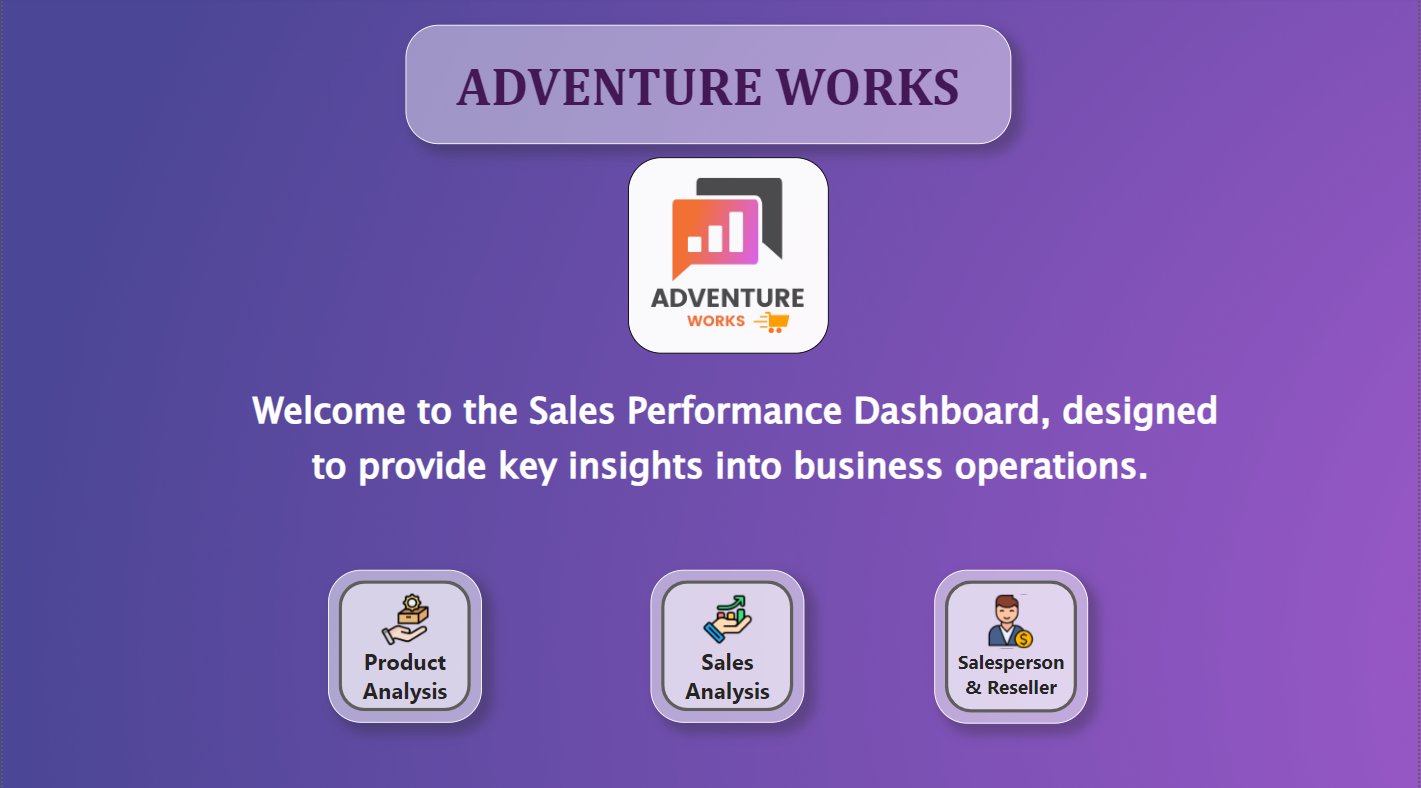 ADVENTURE WORKS
ADVENTURE
WORKS
Welcome to the Sales Performance Dashboard, designed
to provide key insights into business operations.
Product
Analysis
Sales
Analysis
$
Salesperson
& Reseller